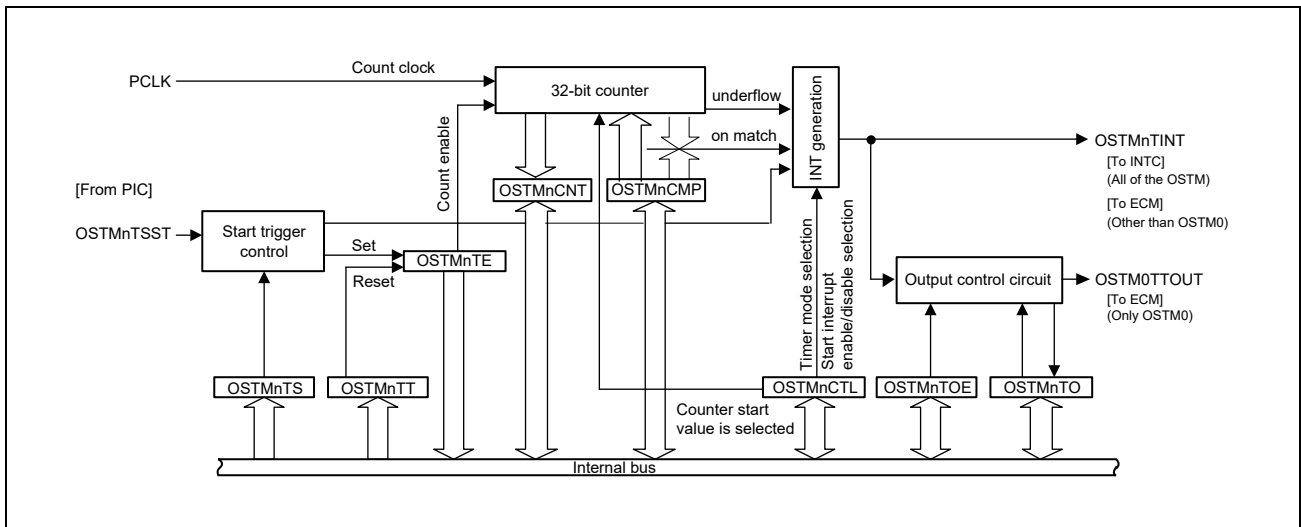 PCLK
Count clock
32-bit counter
underflow
on match
INT generation
OSTMnTINT
[To INTC]
(All of the OSTM)
[To ECM]
(Other than OSTM0)
Count enable
OSTMnCNT
OSTMnCMP
[From PIC]
OSTMnTSST
Start trigger
control
Set
Reset
OSTMnTE
Timer mode selection
Start interrupt
enable/disable selection
Output control circuit
OSTM0TTOUT
[To ECM]
(Only OSTM0)
OSTMnTS
OSTMnTT
OSTMnCTL
OSTMnTOE
OSTMnTO
Counter start
value is selected
Internal bus